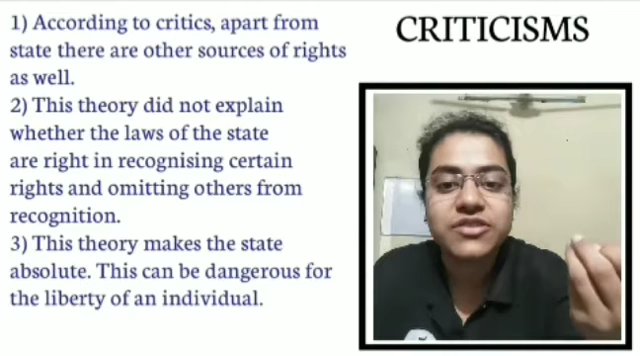 CRITICISMS
1) According to critics, apart from
state there are other sources of rights
as well.
2) This theory did not explain
whether the laws of the state
are right in recognising certain
rights and omitting others from
recognition.
3) This theory makes the state
absolute. This can be dangerous for
the liberty of an individual.